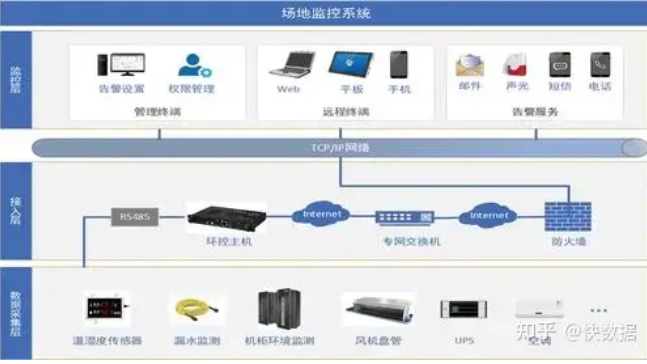 场地监控系统
监控层
告警设置 权限管理
管理终端
Web 平板 手机
远程终端
邮件 声光 短信 电话
告警服务
TCP/IP网络
接入层
RS485 环控主机 Internet 专网交换机 Internet 防火墙
数据采集层
温湿度传感器 漏水监测 机柜环境监测 风机盘管 UPS 空调 ...
知乎 @快数据